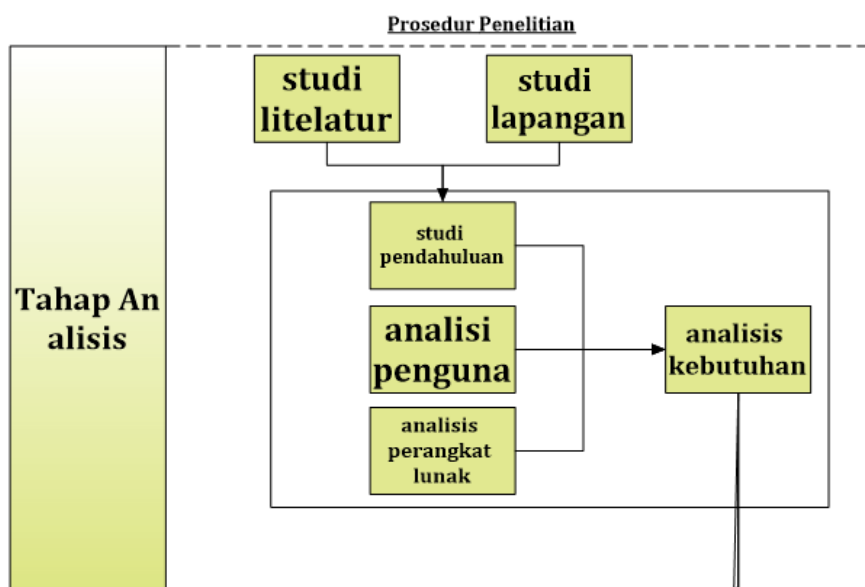 Prosedur Penelitian
studi
litelatur
studi
lapangan
studi
pendahuluan
Tahap An
alisis
analisi
penguna
analisis
kebutuhan
analisis
perangkat
lunak